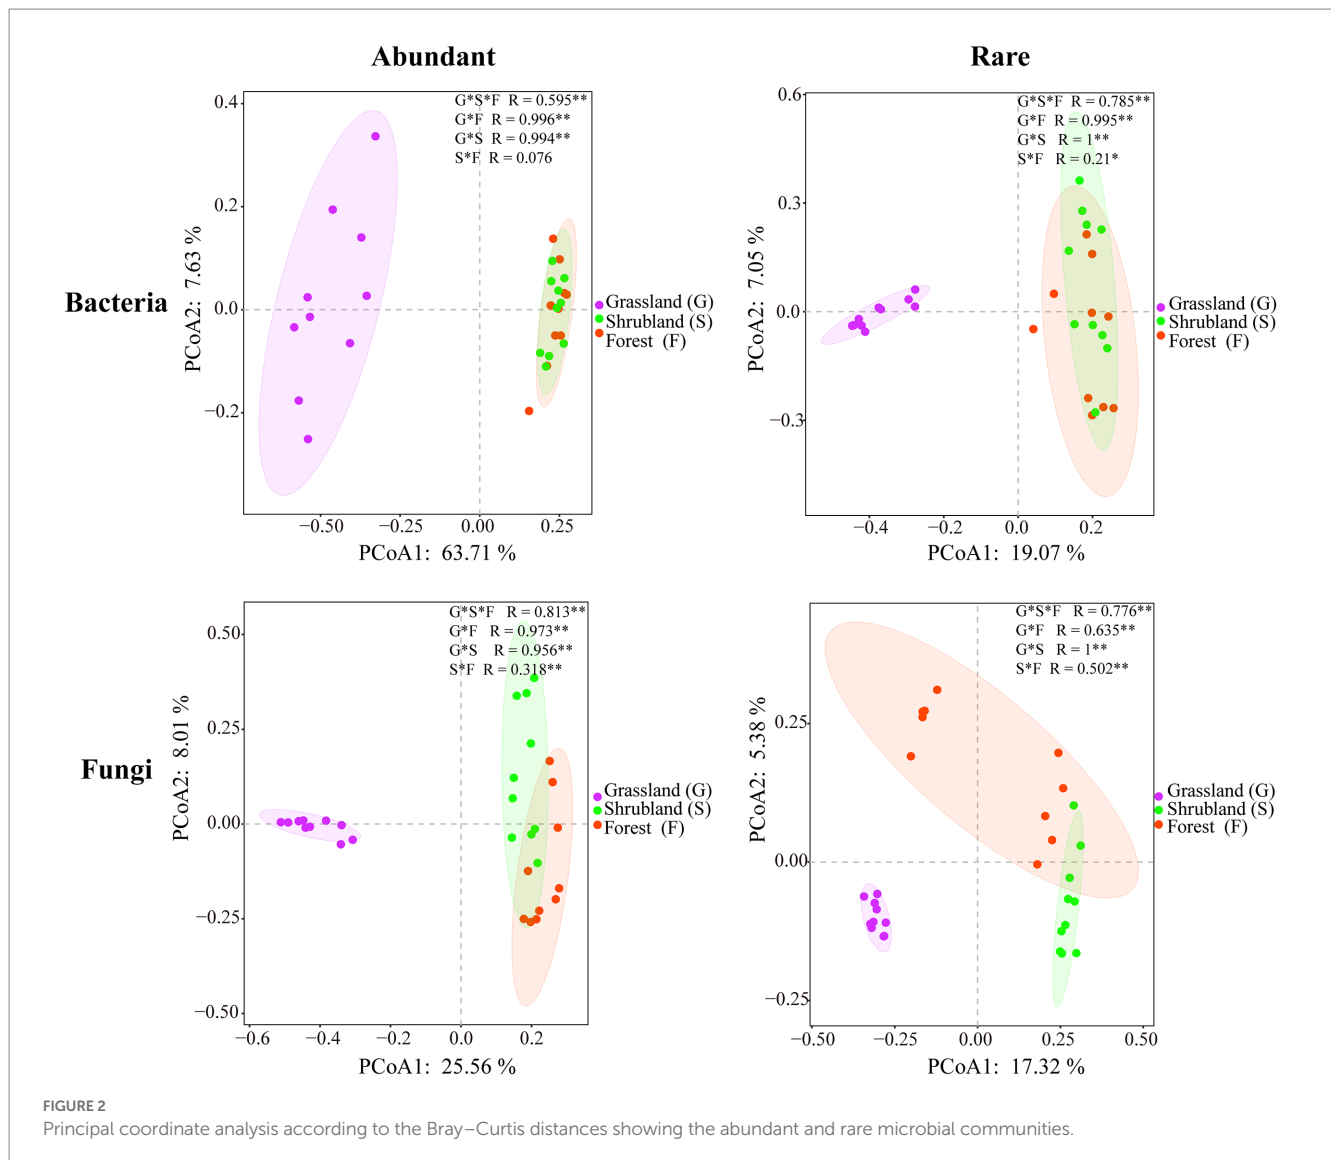 Abundant
Rare
Bacteria
Fungi
G*S*F R = 0.595**
G*F R = 0.996**
G*S R = 0.994**
S*F R = 0.076
0.4
0.2
0.0
−0.2
PCoA2: 7.63 %
−0.50
−0.25
0.00
0.25
PCoA1: 63.71 %
Grassland (G)
Shrubland (S)
Forest (F)
G*S*F R = 0.785**
G*F R = 0.995**
G*S R = 1**
S*F R = 0.21*
0.6
0.3
0.0
−0.3
PCoA2: 7.05 %
−0.4
−0.2
0.0
0.2
PCoA1: 19.07 %
Grassland (G)
Shrubland (S)
Forest (F)
G*S*F R = 0.813**
G*F R = 0.973**
G*S R = 0.956**
S*F R = 0.318**
0.50
0.25
0.00
−0.25
−0.50
PCoA2: 8.01 %
−0.6
−0.4
−0.2
0.0
0.2
PCoA1: 25.56 %
Grassland (G)
Shrubland (S)
Forest (F)
G*S*F R = 0.776**
G*F R = 0.635**
G*S R = 1**
S*F R = 0.502**
0.25
0.00
−0.25
PCoA2: 5.38 %
−0.50
−0.25
0.00
0.25
0.50
PCoA1: 17.32 %
Grassland (G)
Shrubland (S)
Forest (F)
FIGURE 2
Principal coordinate analysis according to the Bray–Curtis distances showing the abundant and rare microbial communities.